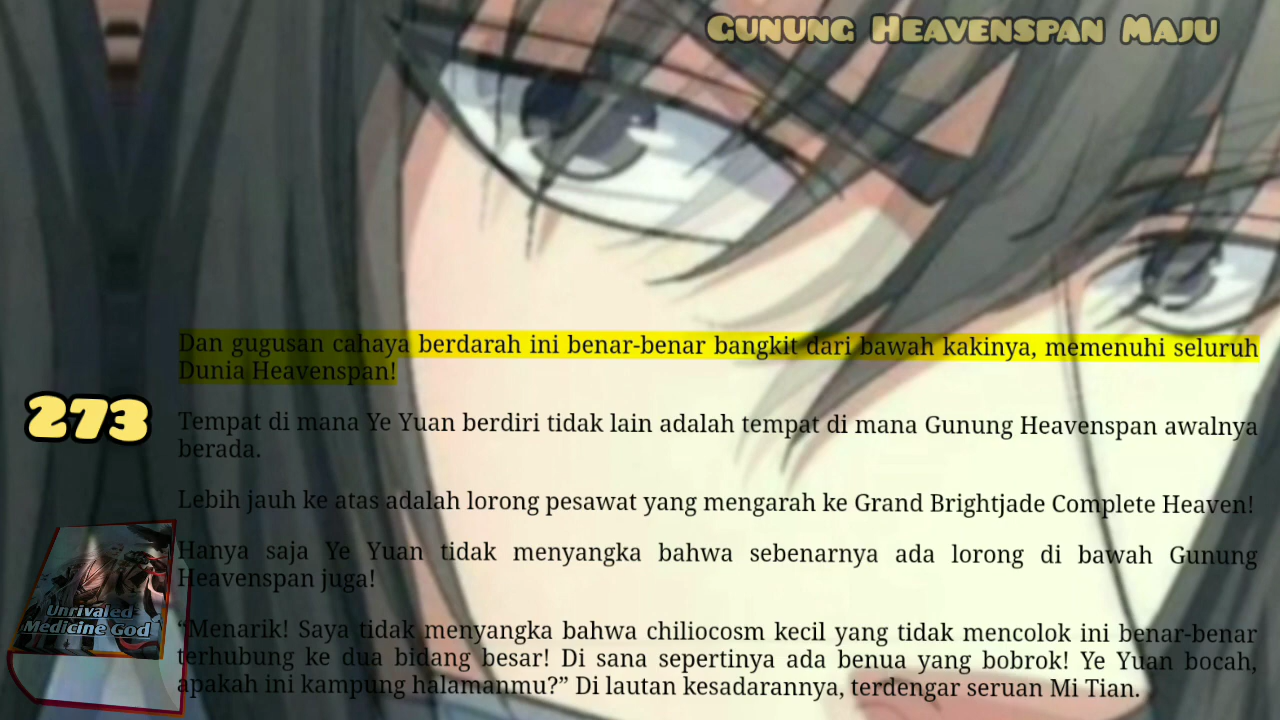 Gunung Heavenspan Maju
Dan gugusan cahaya berdarah ini benar-benar bangkit dari bawah kakinya, memenuhi seluruh
Dunia Heavenspan!
273
Tempat di mana Ye Yuan berdiri tidak lain adalah tempat di mana Gunung Heavenspan awalnya
berada.
Lebih jauh ke atas adalah lorong pesawat yang mengarah ke Grand Brightjade Complete Heaven!
Hanya saja Ye Yuan tidak menyangka bahwa sebenarnya ada lorong di bawah Gunung
Heavenspan juga!
Unrivaled
Medicine God
“Menarik! Saya tidak menyangka bahwa chiliocosm kecil yang tidak mencolok ini benar-benar
terhubung ke dua bidang besar! Di sana sepertinya ada benua yang bobrok! Ye Yuan bocah,
apakah ini kampung halamanmu?” Di lautan kesadarannya, terdengar seruan Mi Tian.